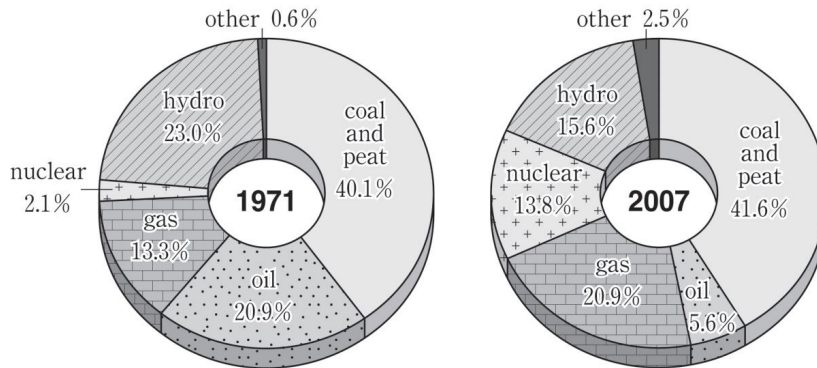 other 0.6%
hydro
23.0%
coal
and
peat
40.1%
nuclear
2.1%
1971
gas
13.3%
oil
20.9%
other 2.5%
hydro
15.6%
coal
and
peat
41.6%
nuclear
13.8%
2007
gas
20.9%
oil
5.6%